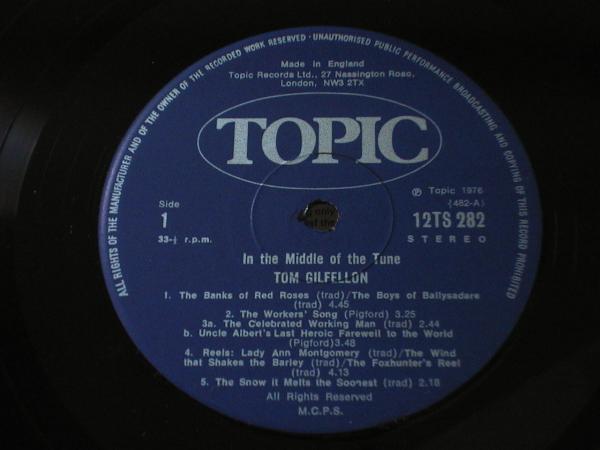 ALL RIGHTS OF THE MANUFACTURER AND OF THE OWNER OF THE RECORDED WORK RESERVED · UNAUTHORISED PUBLIC PERFORMANCE BROADCASTING AND COPYING OF THIS RECORD PROHIBITED
Made in England
Topic Records Ltd., 27 Nassington Road,
London, NW3 2TX
TOPIC
Side
1
33-⅓ r.p.m.
℗ Topic 1976
(482-A)
12TS 282
STEREO
only
In the Middle of the Tune
TOM GILFELLON
1. The Banks of Red Roses (trad)/The Boys of Ballysadare
(trad) 4.45
2. The Workers' Song (Pigford) 3.25
3a. The Celebrated Working Man (trad) 2.44
b. Uncle Albert's Last Heroic Farewell to the World
(Pigford)3.48
4. Reels: Lady Ann Montgomery (trad)/The Wind
that Shakes the Barley (trad)/The Foxhunter's Reel
(trad) 4.13
5. The Snow it Melts the Soonest (trad) 2.18
All Rights Reserved
M.C.P.S.